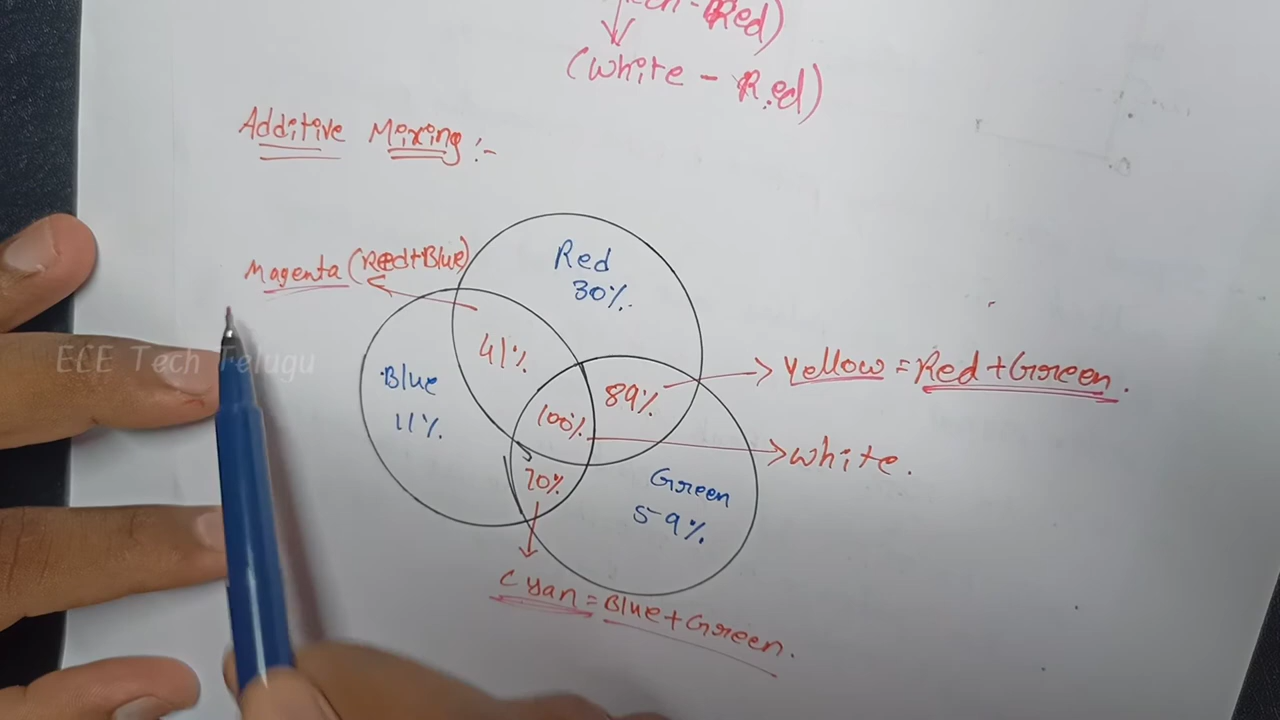 Red)
(White - Red)
Additive Mixing :-
Magenta (Red+Blue)
Red
30%.
41%
Blue
11%.
89%
Yellow = Red + Green.
100%
White.
70%
Green
59%.
Cyan = Blue + Green.
ECE Tech Telugu